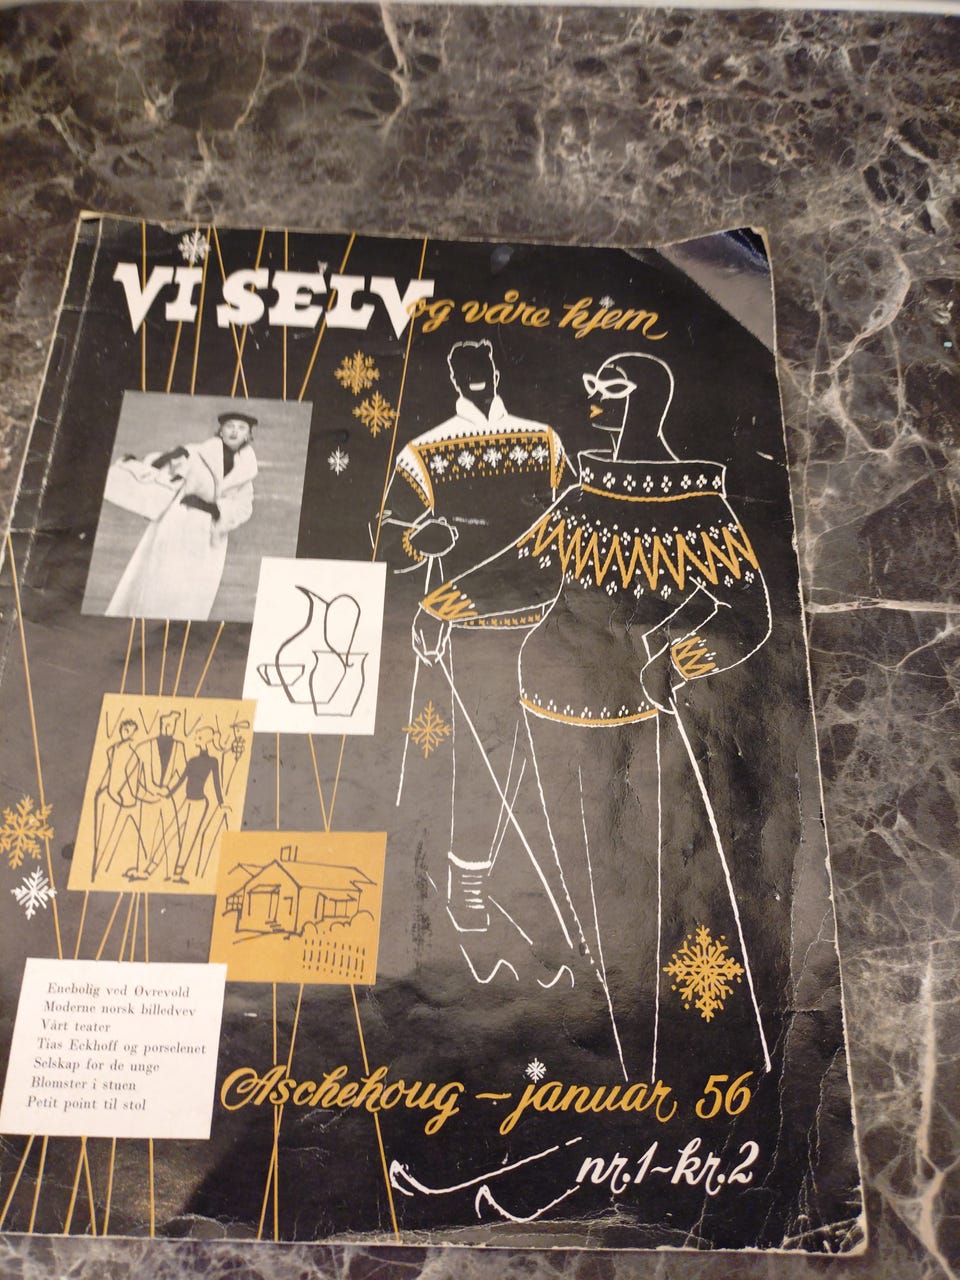 VI SELV og våre hjem
Enebolig ved Øvrevold
Moderne norsk billedvev
Vårt teater
Tias Eckhoff og porselenet
Selskap for de unge
Blomster i stuen
Petit point til stol
Aschehoug – januar 56
nr.1 ~ kr.2